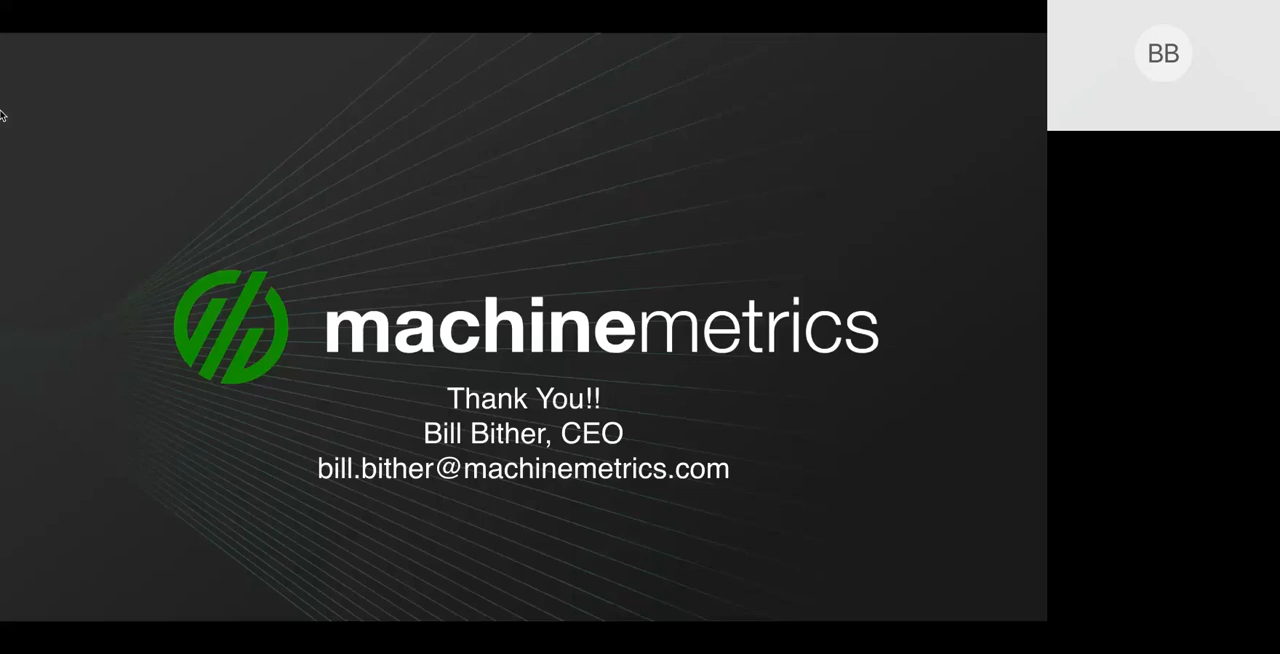 BB
machinemetrics
Thank You!!
Bill Bither, CEO
bill.bither@machinemetrics.com